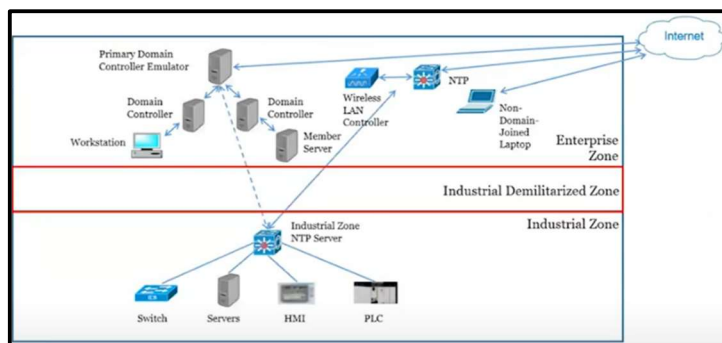 Internet
Primary Domain
Controller Emulator
NTP
Wireless
LAN
Controller
Domain
Controller
Domain
Controller
Non-
Domain-
Joined
Laptop
Workstation
Member
Server
Enterprise
Zone
Industrial Demilitarized Zone
Industrial Zone
Industrial Zone
NTP Server
Switch
Servers
HMI
PLC